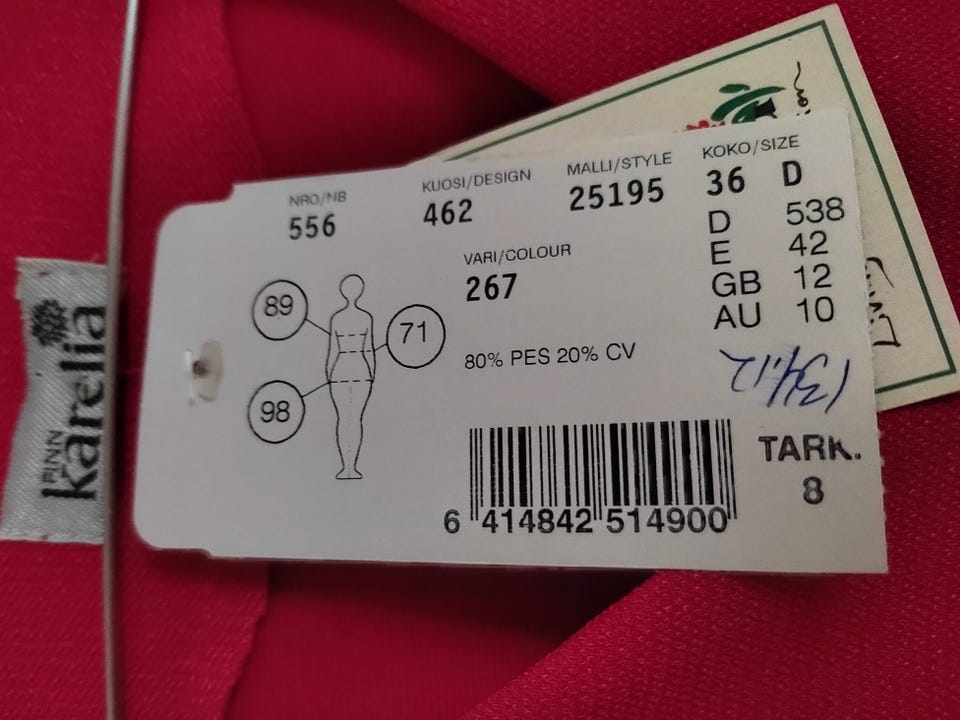 NRO/NB
556
KUOSI/DESIGN
462
MALLI/STYLE
25195
KOKO/SIZE
36 D
D 538
E 42
GB 12
AU 10
VARI/COLOUR
267
89
71
98
80% PES 20% CV
TARK.
8
6 414842 514900
FINN
karelia